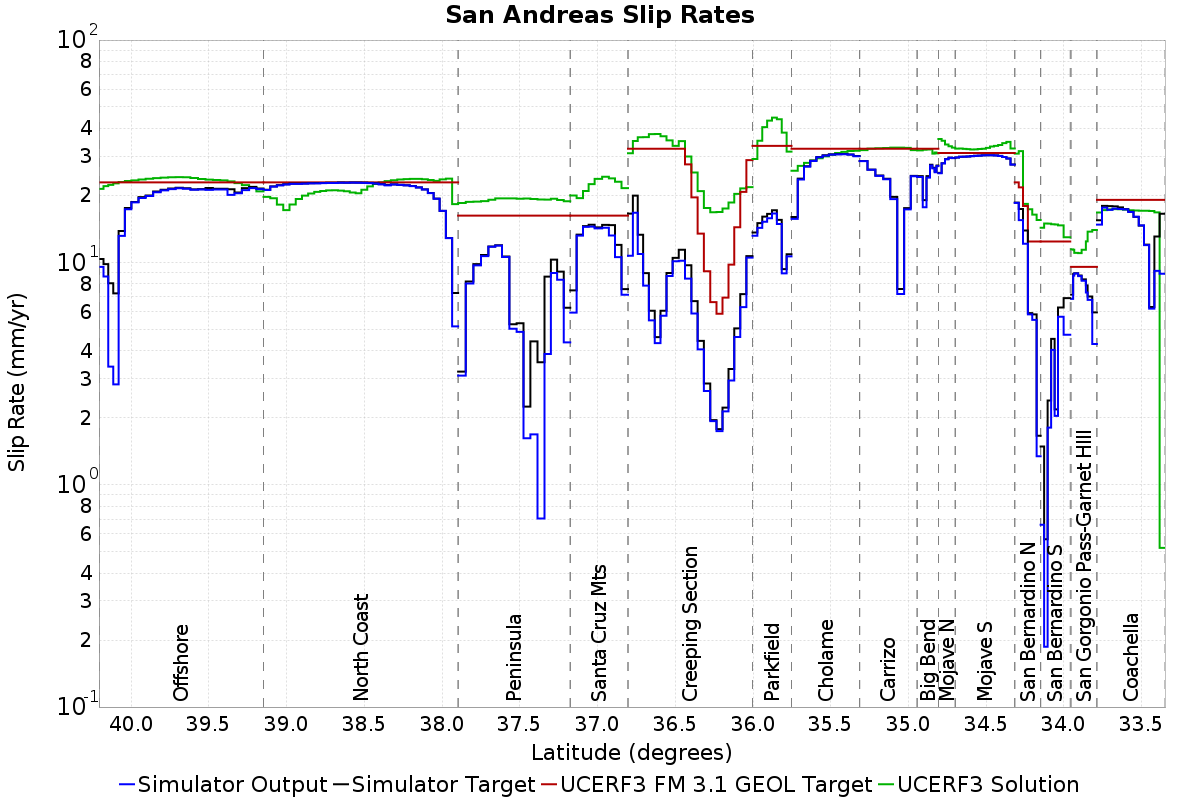 San Andreas Slip Rates
Slip Rate (mm/yr)
10^2
8
6
4
3
2
10^1
8
6
4
3
2
10^0
8
6
4
3
2
10^-1
Offshore
North Coast
Peninsula
Santa Cruz Mts
Creeping Section
Parkfield
Cholame
Carrizo
Big Bend
Mojave N
Mojave S
San Bernardino N
San Bernardino S
San Gorgonio Pass-Garnet HIll
Coachella
40.0 39.5 39.0 38.5 38.0 37.5 37.0 36.5 36.0 35.5 35.0 34.5 34.0 33.5
Latitude (degrees)
Simulator Output Simulator Target UCERF3 FM 3.1 GEOL Target UCERF3 Solution